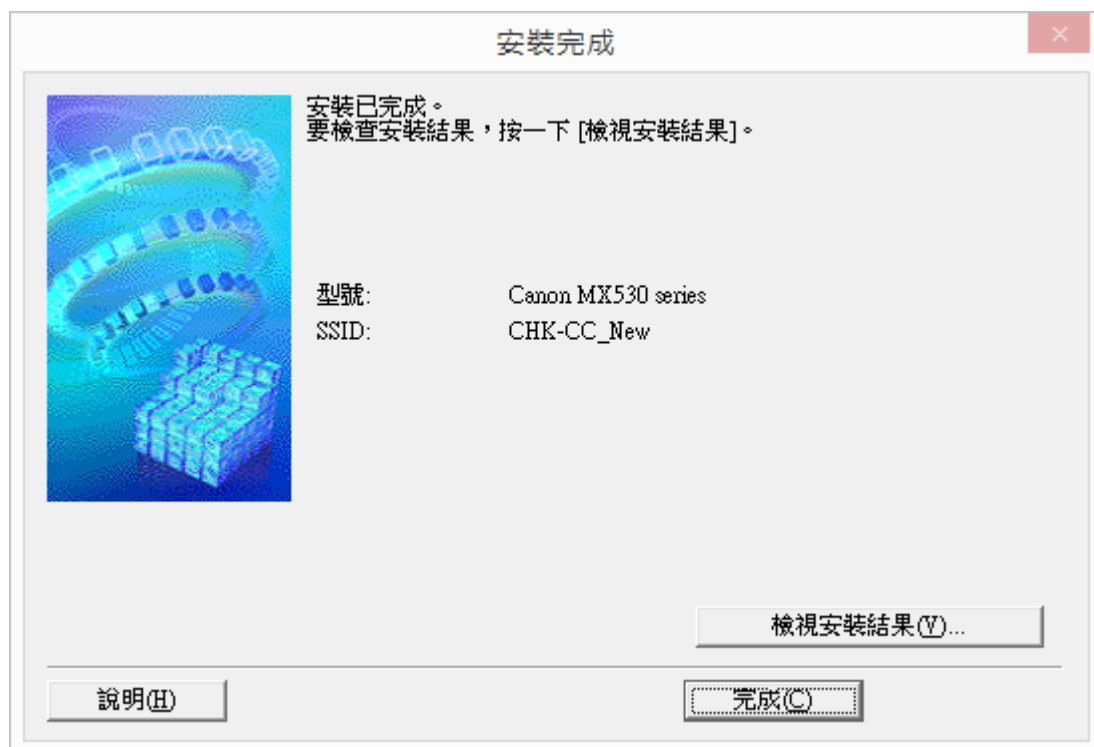 安裝完成
安裝已完成。
要檢查安裝結果，按一下 [檢視安裝結果]。
型號: Canon MX530 series
SSID: CHK-CC_New
檢視安裝結果(V)...
說明(H) 完成(C)